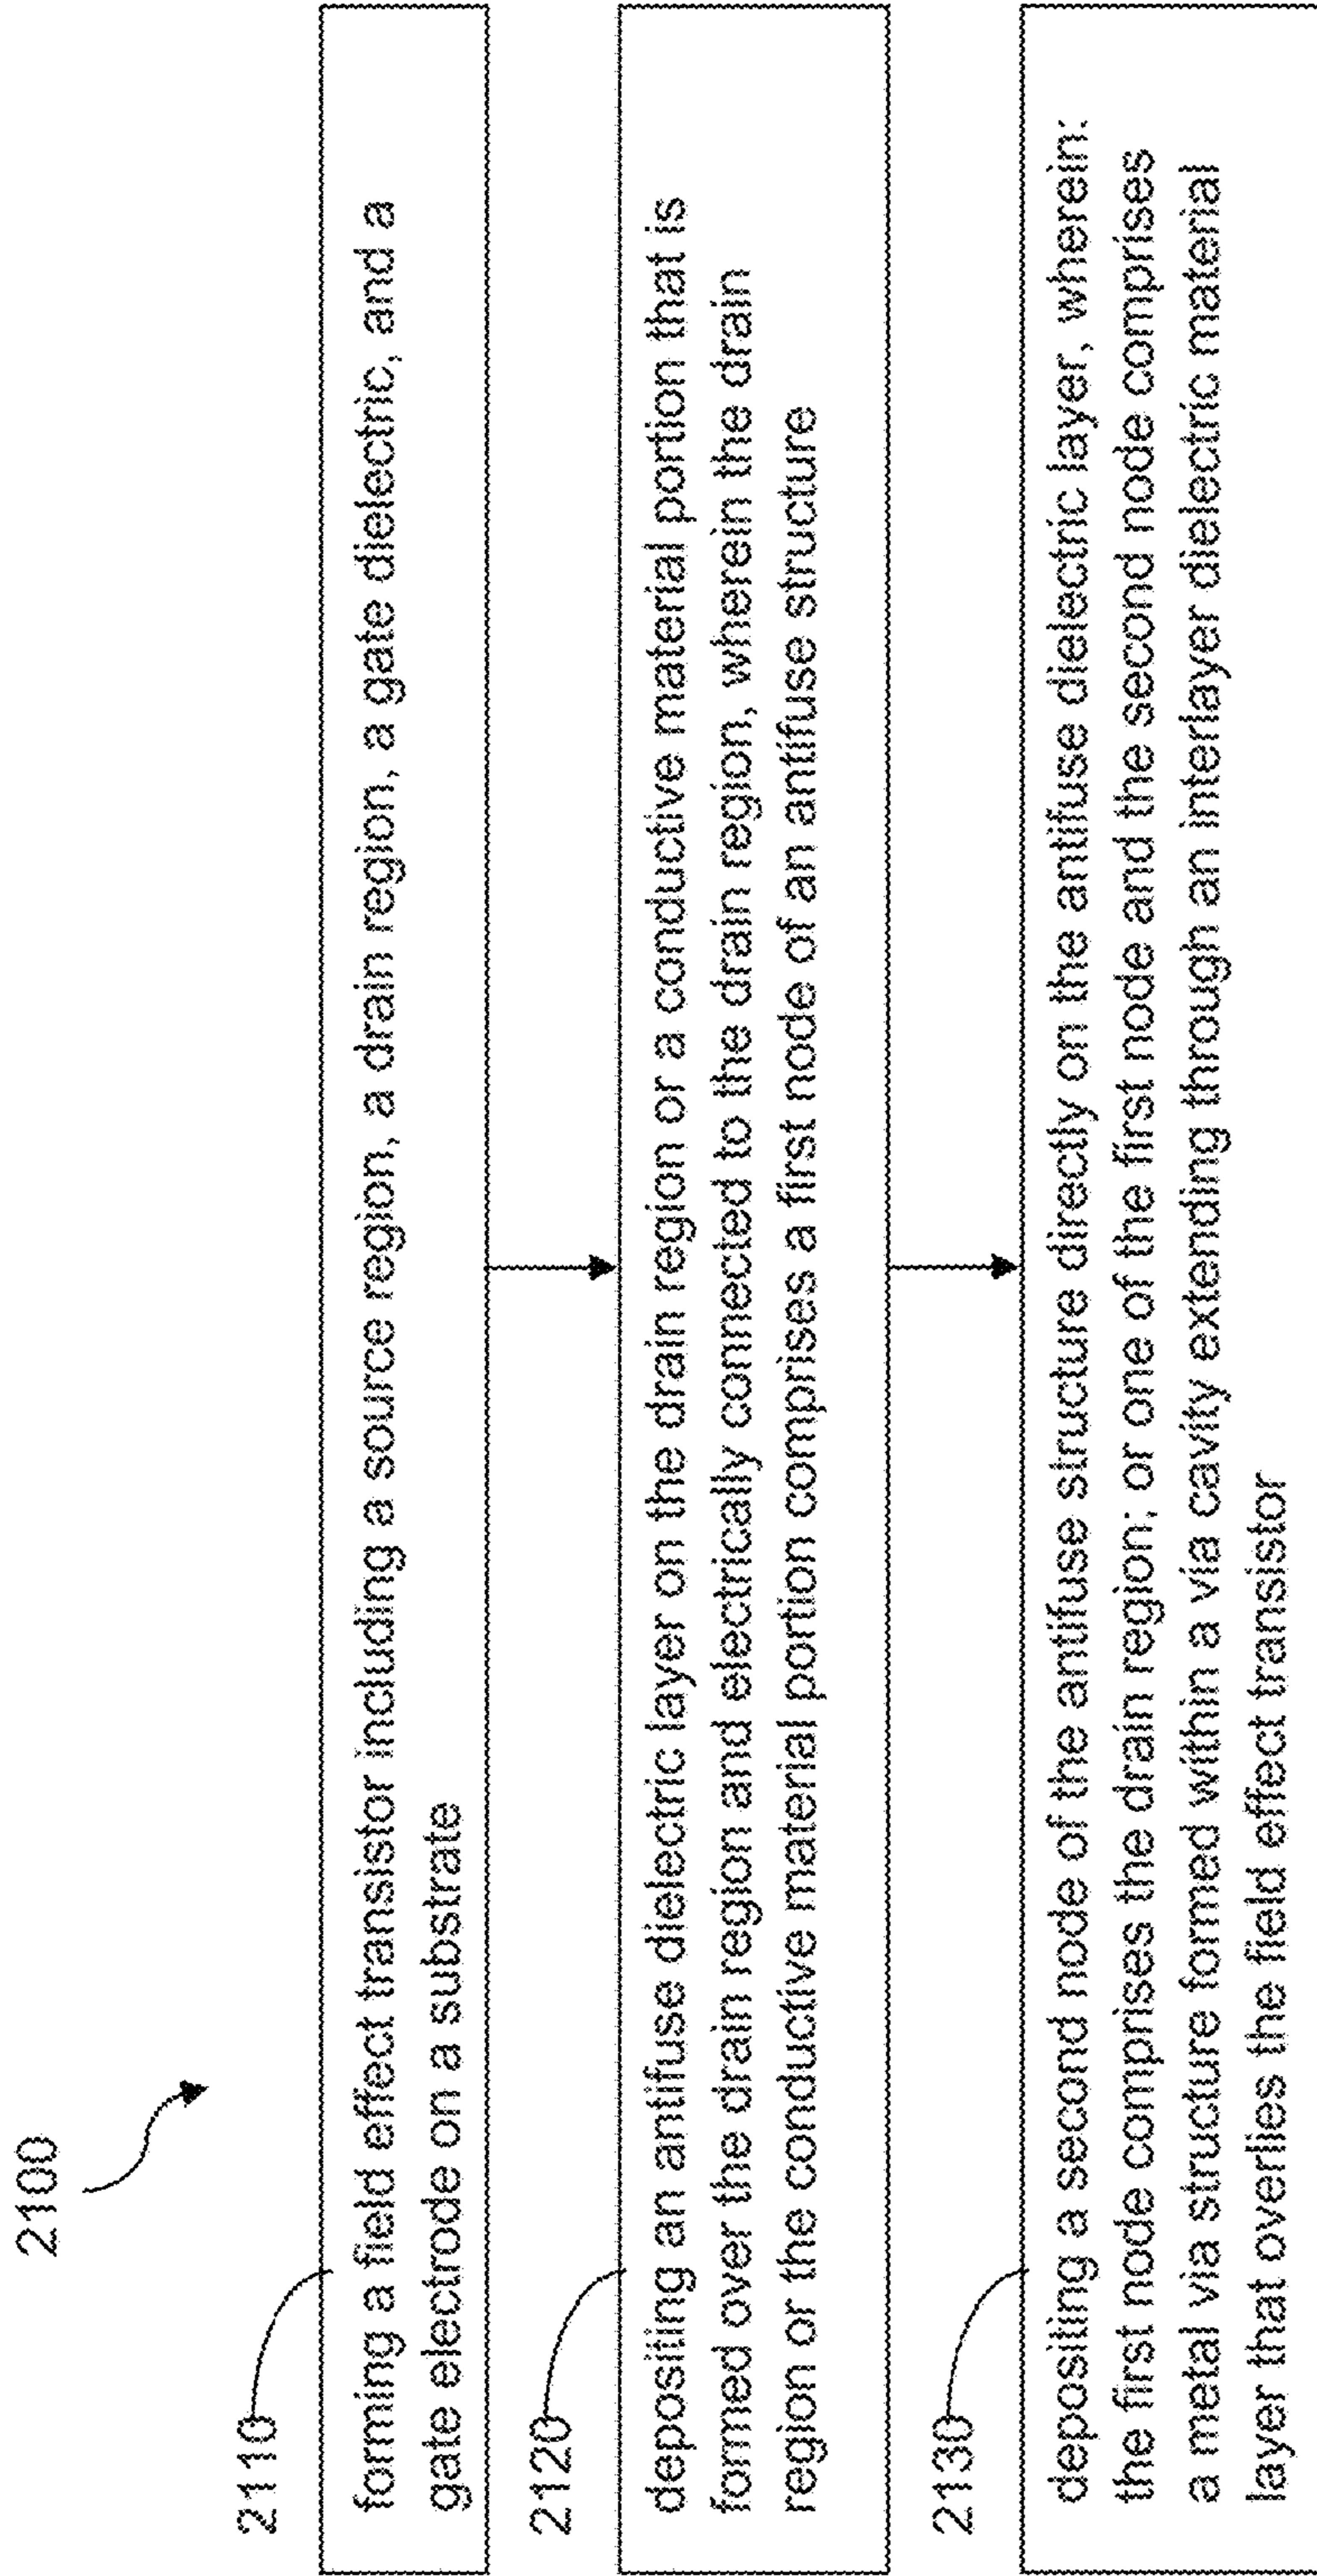 2100
2110
forming a field effect transistor including a source region, a drain region, a gate dielectric, and a
gate electrode on a substrate
2120
depositing an antifuse dielectric layer on the drain region or a conductive material portion that is
formed over the drain region and electrically connected to the drain region, wherein the drain
region or the conductive material portion comprises a first node of an antifuse structure
2130
depositing a second node of the antifuse structure directly on the antifuse dielectric layer, wherein:
the first node comprises the drain region; or one of the first node and the second node comprises
a metal via structure formed within a via cavity extending through an interlayer dielectric material
layer that overlies the field effect transistor